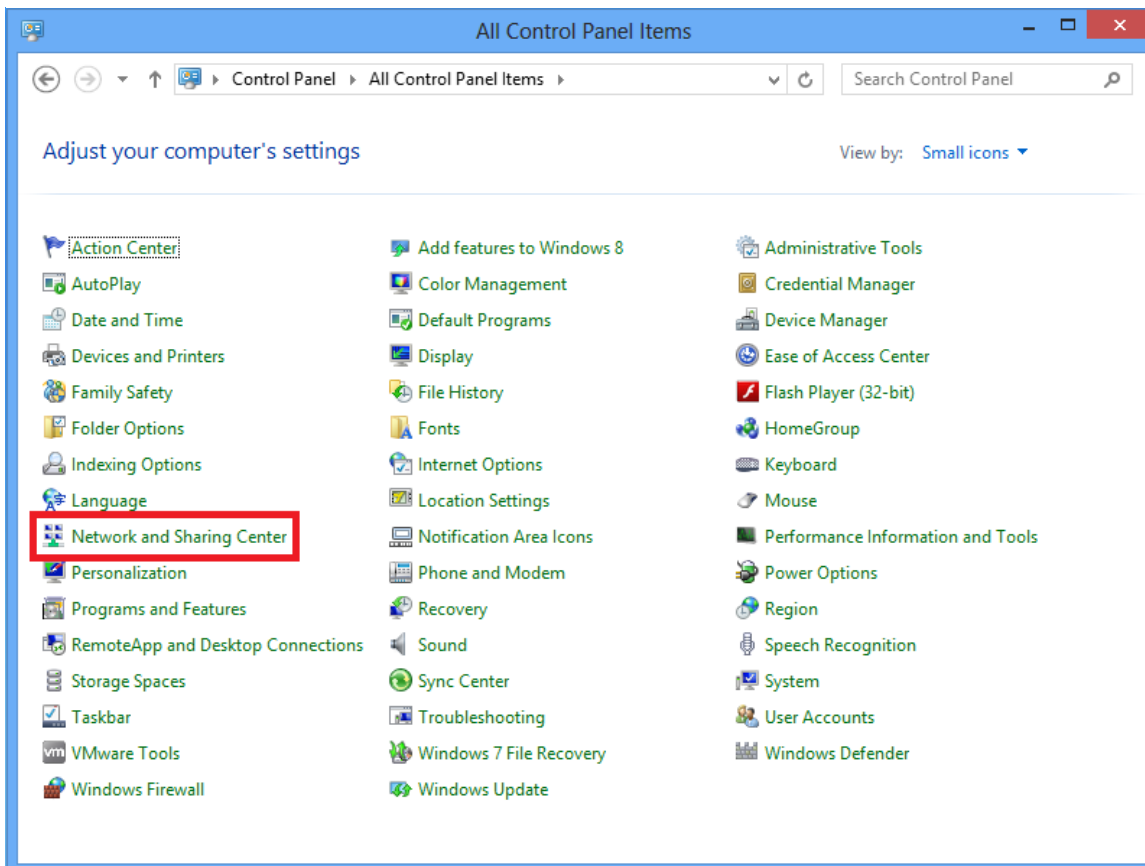 All Control Panel Items
Control Panel All Control Panel Items Search Control Panel
Adjust your computer's settings View by: Small icons
Action Center Add features to Windows 8 Administrative Tools
AutoPlay Color Management Credential Manager
Date and Time Default Programs Device Manager
Devices and Printers Display Ease of Access Center
Family Safety File History Flash Player (32-bit)
Folder Options Fonts HomeGroup
Indexing Options Internet Options Keyboard
Language Location Settings Mouse
Network and Sharing Center Notification Area Icons Performance Information and Tools
Personalization Phone and Modem Power Options
Programs and Features Recovery Region
RemoteApp and Desktop Connections Sound Speech Recognition
Storage Spaces Sync Center System
Taskbar Troubleshooting User Accounts
vm VMware Tools Windows 7 File Recovery Windows Defender
Windows Firewall Windows Update